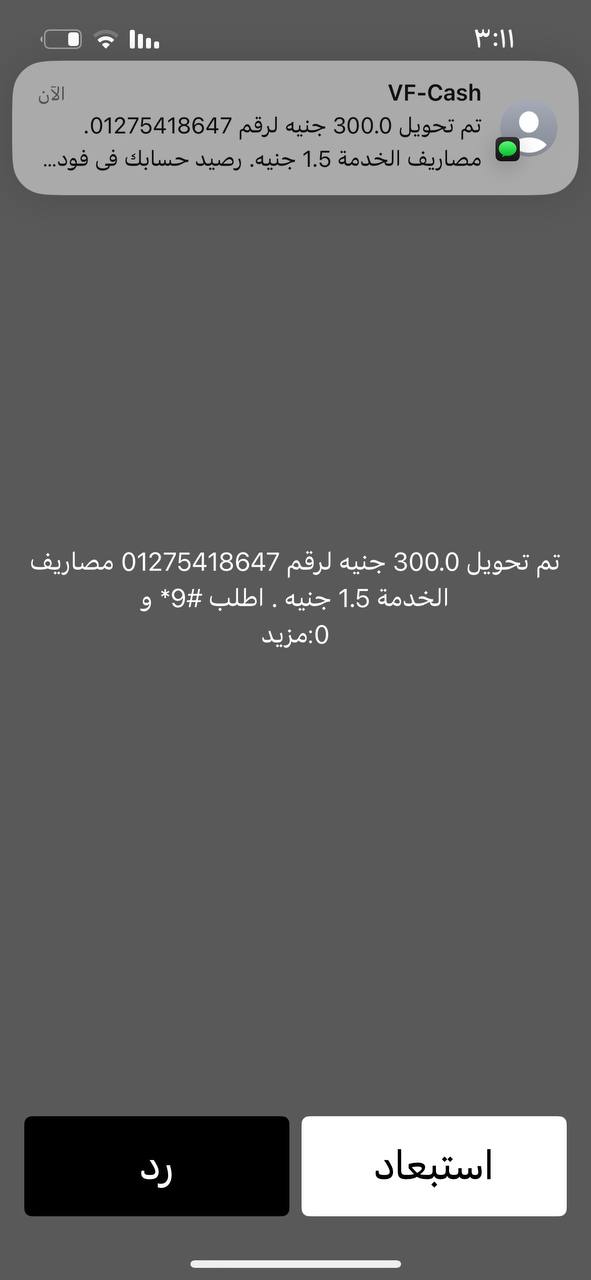 ٣:١١
VF-Cash
الآن
تم تحويل 300.0 جنيه لرقم 01275418647.
مصاريف الخدمة 1.5 جنيه. رصيد حسابك فى فود...
تم تحويل 300.0 جنيه لرقم 01275418647 مصاريف
الخدمة 1.5 جنيه . اطلب #9* و
0:مزيد
استبعاد
رد